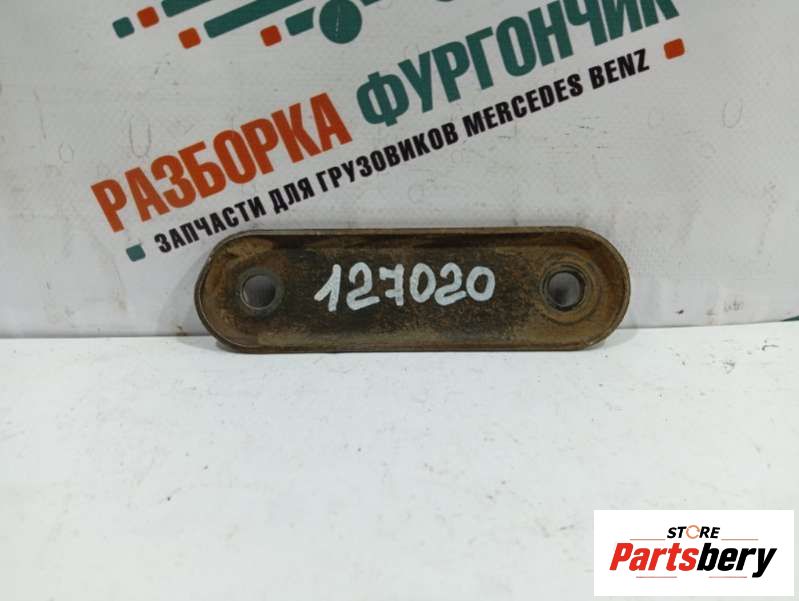 РАЗБОРКА ФУРГОНЧИК
ЗАПЧАСТИ ДЛЯ ГРУЗОВИКОВ MERCEDES BENZ
127020
STORE
Partsbery